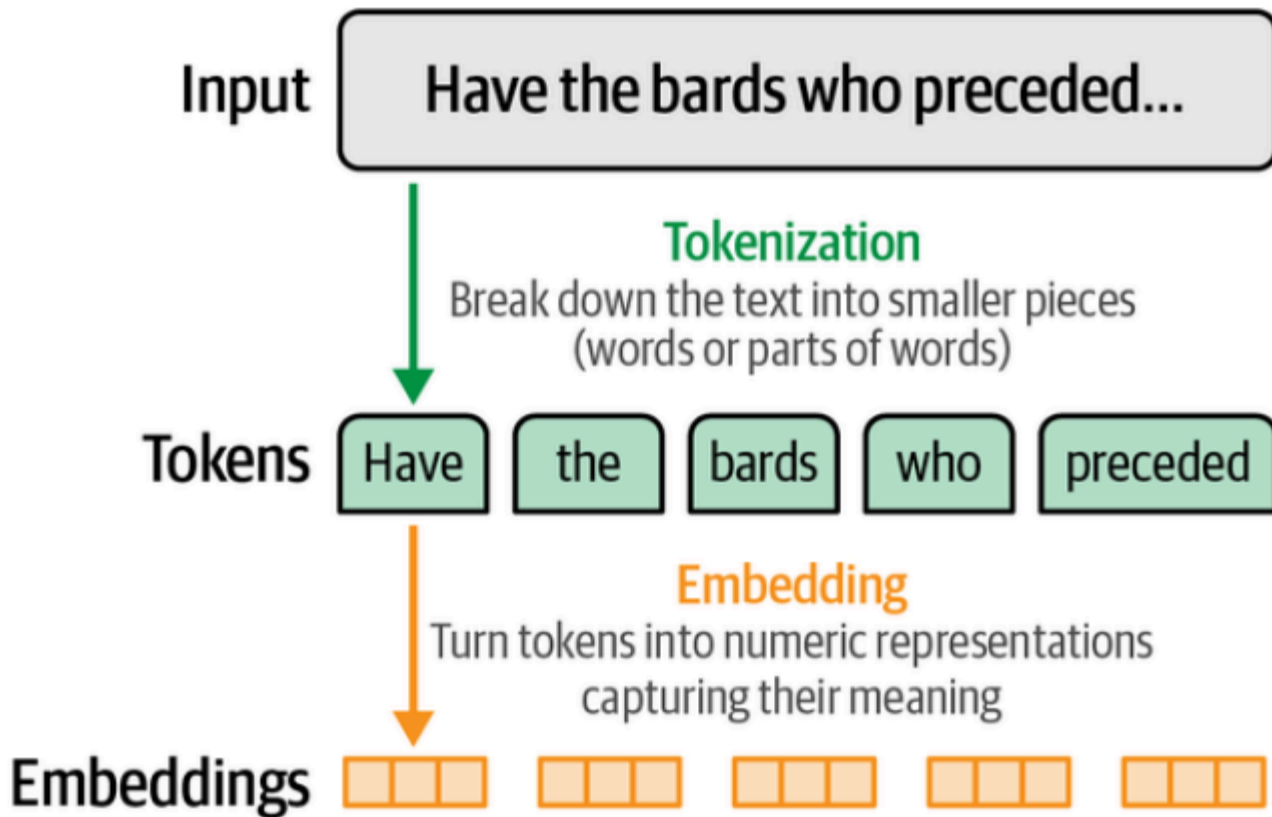 Input
Have the bards who preceded...
Tokenization
Break down the text into smaller pieces
(words or parts of words)
Tokens
Have
the
bards
who
preceded
Embedding
Turn tokens into numeric representations
capturing their meaning
Embeddings